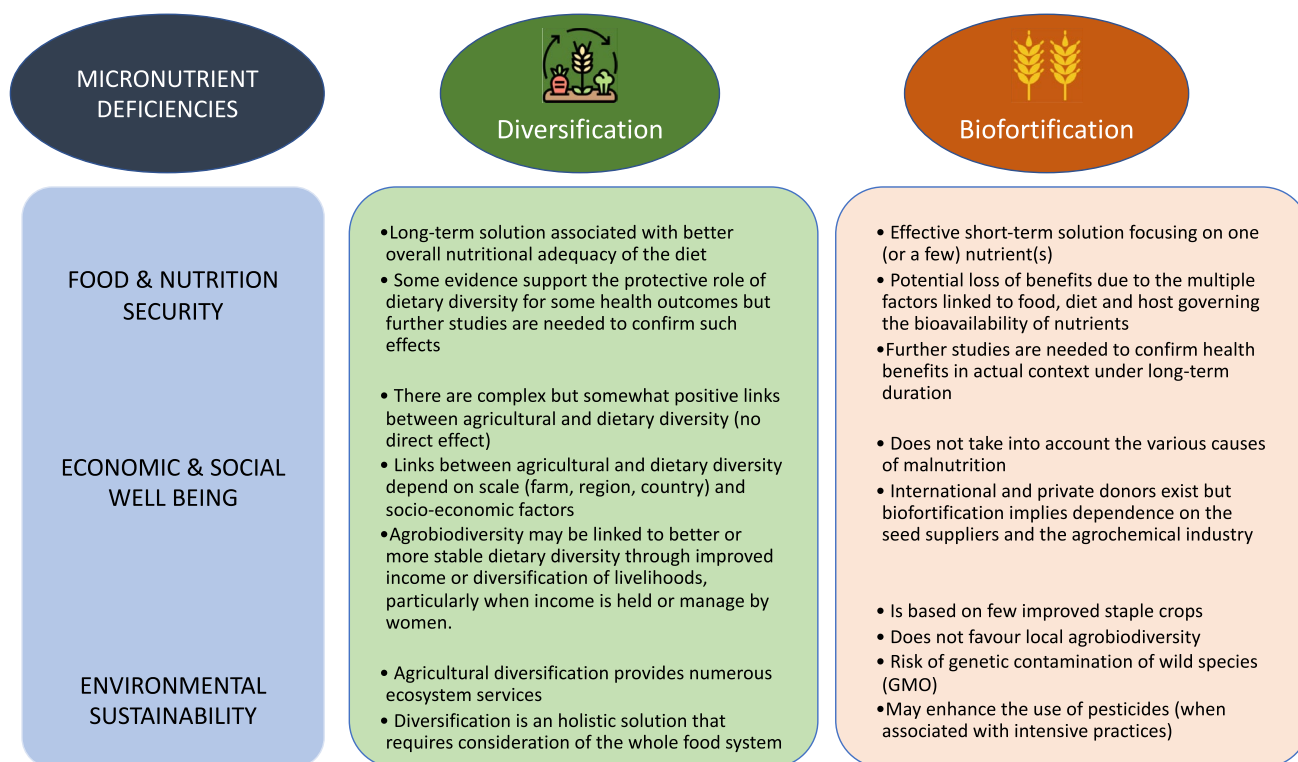 MICRONUTRIENT
DEFICIENCIES
Diversification
Biofortification
FOOD & NUTRITION
SECURITY
•Long-term solution associated with better
overall nutritional adequacy of the diet
• Some evidence support the protective role of
dietary diversity for some health outcomes but
further studies are needed to confirm such
effects
• Effective short-term solution focusing on one
(or a few) nutrient(s)
• Potential loss of benefits due to the multiple
factors linked to food, diet and host governing
the bioavailability of nutrients
•Further studies are needed to confirm health
benefits in actual context under long-term
duration
ECONOMIC & SOCIAL
WELL BEING
• There are complex but somewhat positive links
between agricultural and dietary diversity (no
direct effect)
• Links between agricultural and dietary diversity
depend on scale (farm, region, country) and
socio-economic factors
•Agrobiodiversity may be linked to better or
more stable dietary diversity through improved
income or diversification of livelihoods,
particularly when income is held or manage by
women.
• Does not take into account the various causes
of malnutrition
• International and private donors exist but
biofortification implies dependence on the
seed suppliers and the agrochemical industry
ENVIRONMENTAL
SUSTAINABILITY
• Agricultural diversification provides numerous
ecosystem services
• Diversification is an holistic solution that
requires consideration of the whole food system
• Is based on few improved staple crops
• Does not favour local agrobiodiversity
• Risk of genetic contamination of wild species
(GMO)
•May enhance the use of pesticides (when
associated with intensive practices)